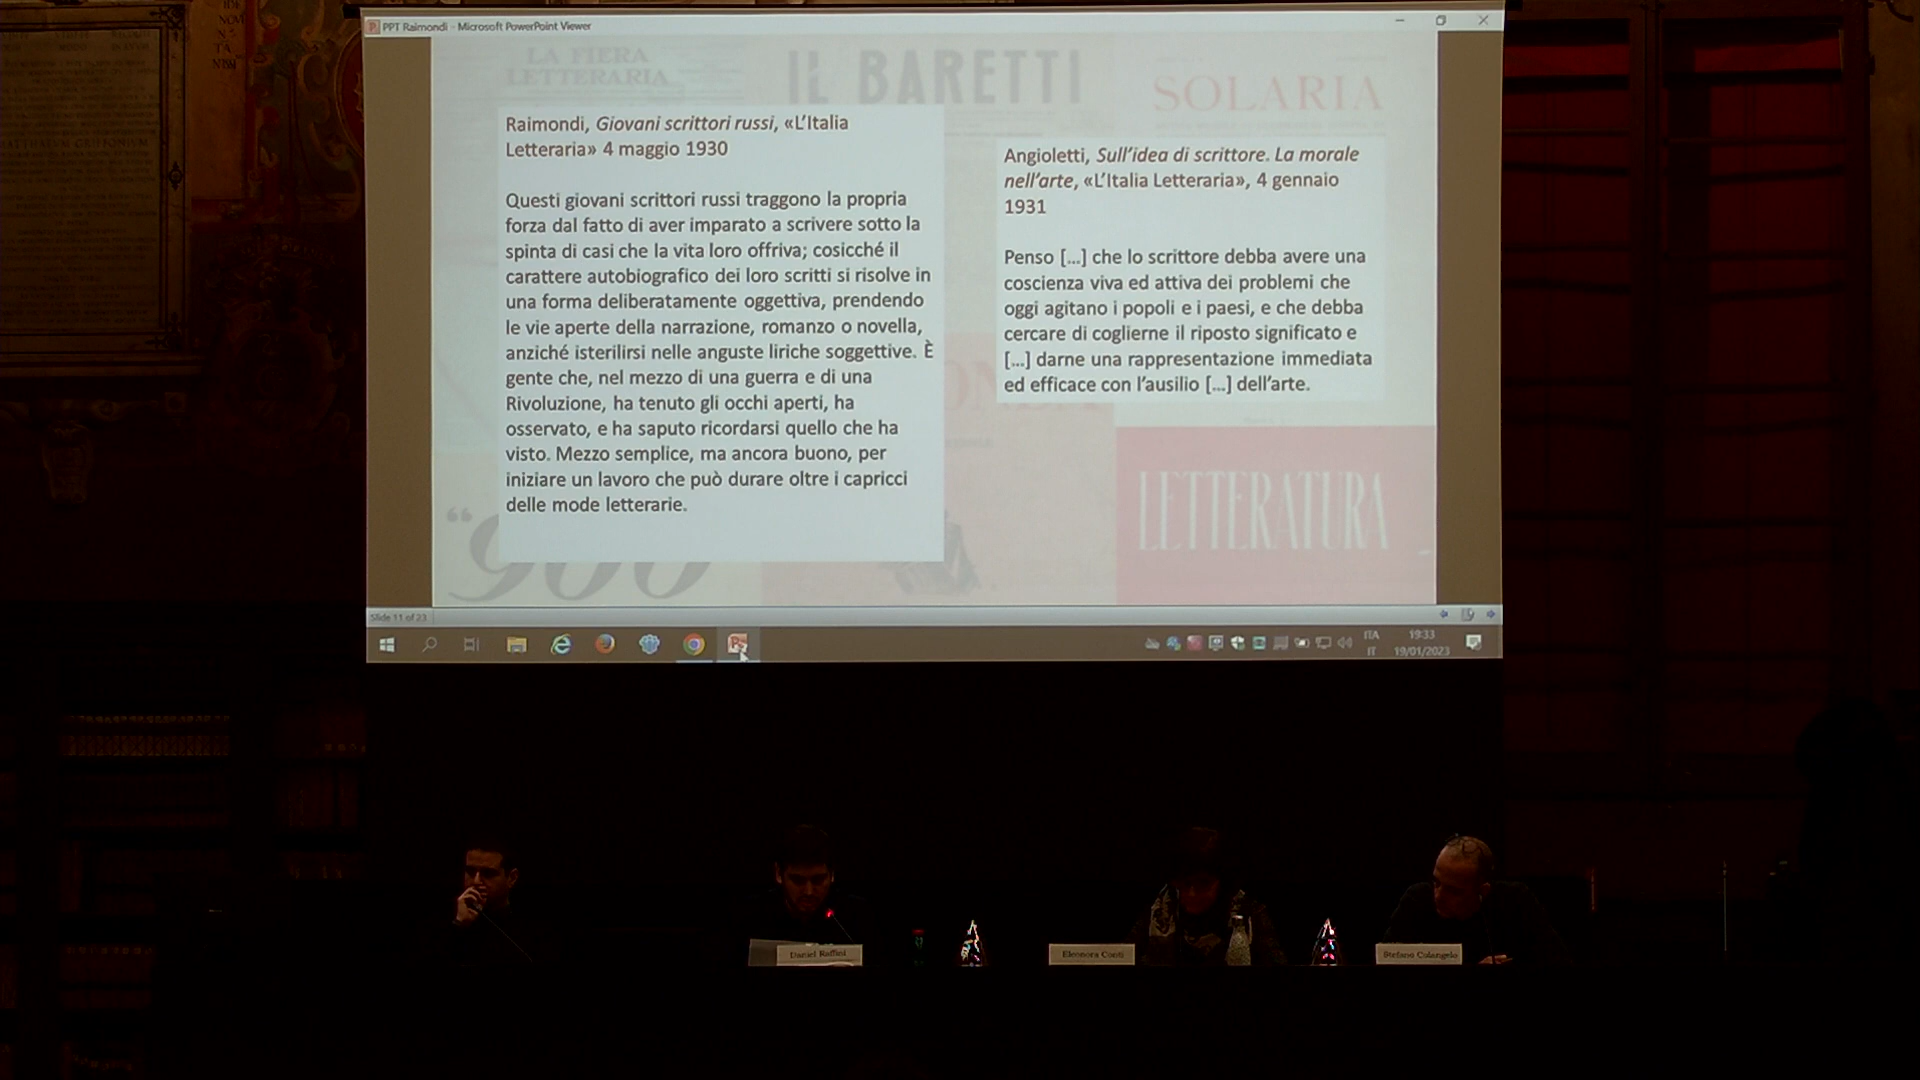 PPT Raimondi - Microsoft PowerPoint Viewer
LA FIERA
LETTERARIA
IL BARETTI
SOLARIA
Raimondi, Giovani scrittori russi, «L'Italia
Letteraria» 4 maggio 1930
Questi giovani scrittori russi traggono la propria
forza dal fatto di aver imparato a scrivere sotto la
spinta di casi che la vita loro offriva; cosicché il
carattere autobiografico dei loro scritti si risolve in
una forma deliberatamente oggettiva, prendendo
le vie aperte della narrazione, romanzo o novella,
anziché isterilirsi nelle anguste liriche soggettive. È
gente che, nel mezzo di una guerra e di una
Rivoluzione, ha tenuto gli occhi aperti, ha
osservato, e ha saputo ricordarsi quello che ha
visto. Mezzo semplice, ma ancora buono, per
iniziare un lavoro che può durare oltre i capricci
delle mode letterarie.
Angioletti, Sull'idea di scrittore. La morale
nell'arte, «L'Italia Letteraria», 4 gennaio
1931
Penso [...] che lo scrittore debba avere una
coscienza viva ed attiva dei problemi che
oggi agitano i popoli e i paesi, e che debba
cercare di coglierne il riposto significato e
[...] darne una rappresentazione immediata
ed efficace con l'ausilio [...] dell'arte.
LETTERATURA
"900
Slide 11 of 23
ITA
IT
19:33
19/01/2023
Daniel Raffini
Eleonora Conti
Stefano Colangelo